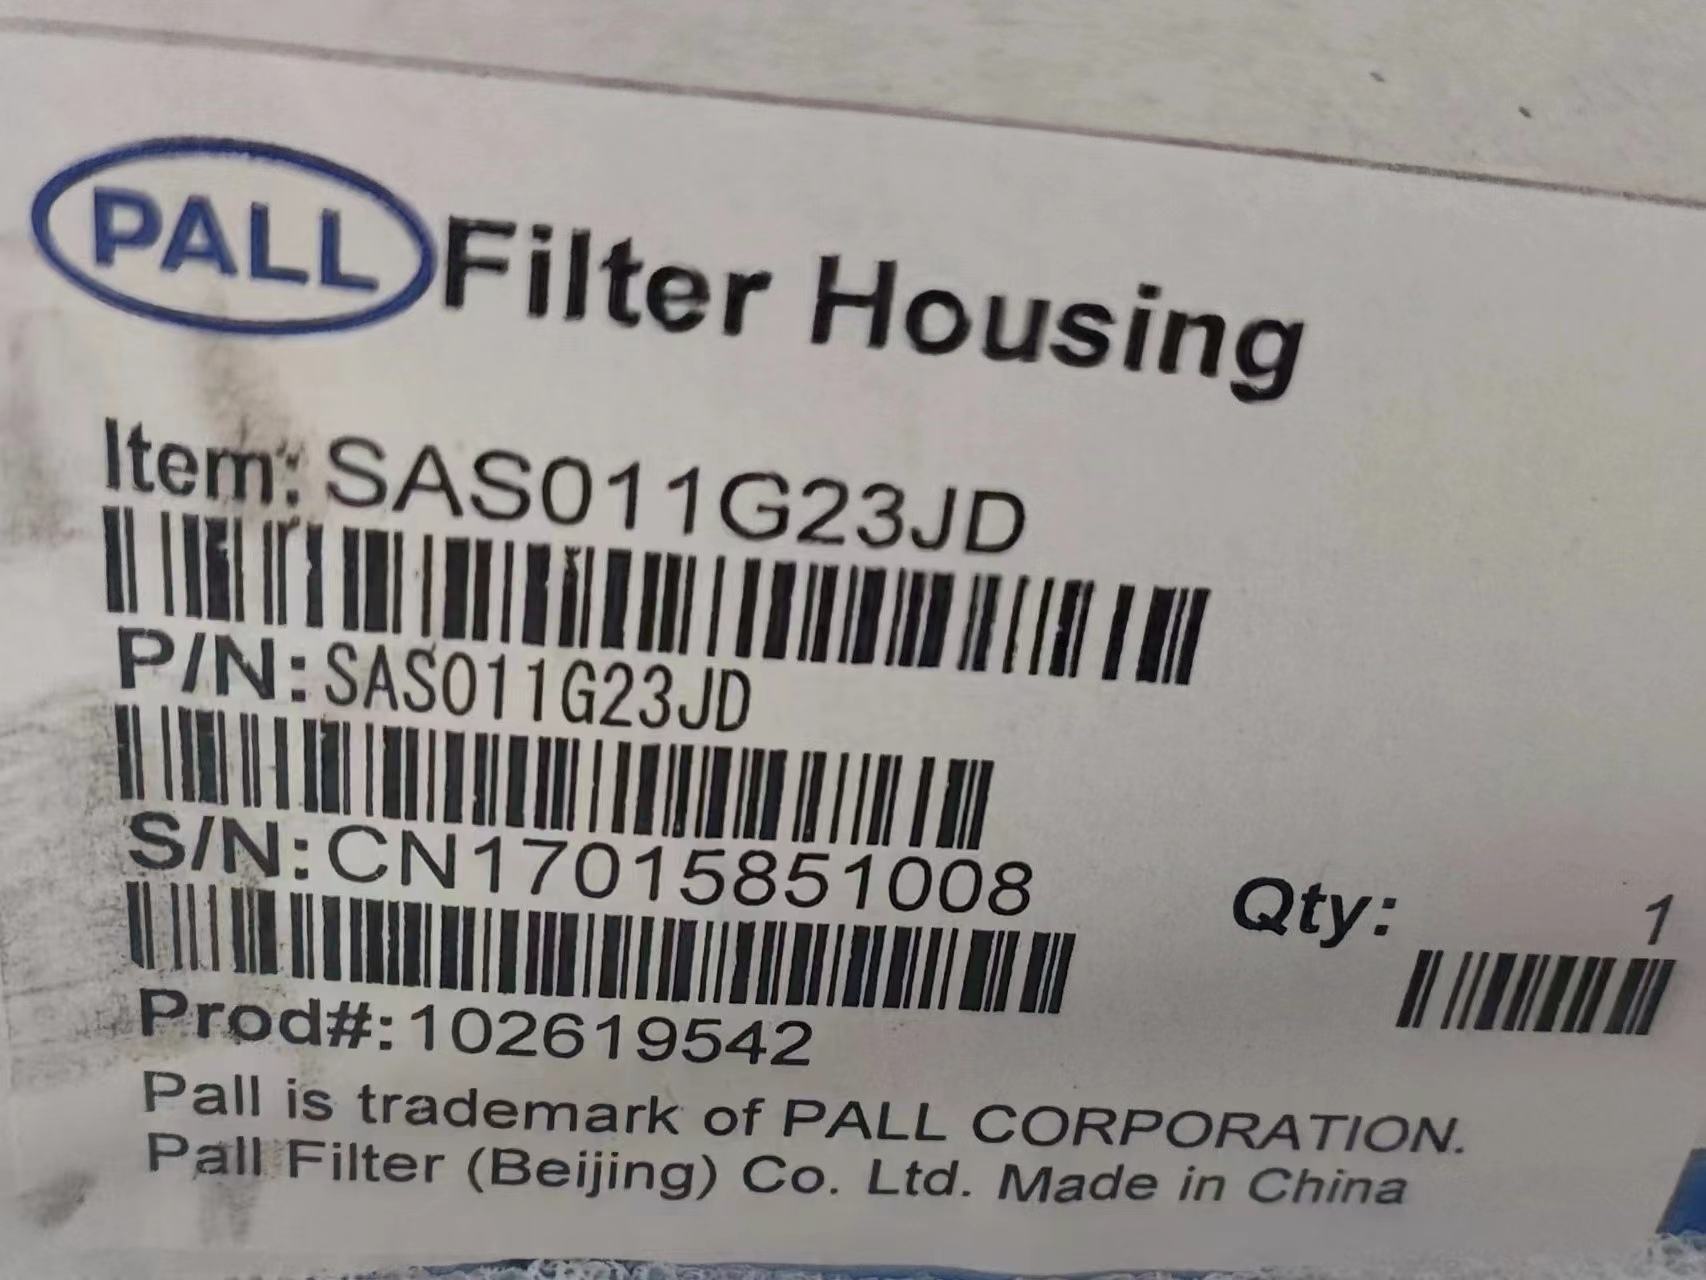 PALL Filter Housing
Item: SAS011G23JD
P/N: SAS011G23JD
S/N: CN17015851008
Qty: 1
Prod#: 102619542
Pall is trademark of PALL CORPORATION.
Pall Filter (Beijing) Co. Ltd. Made in China